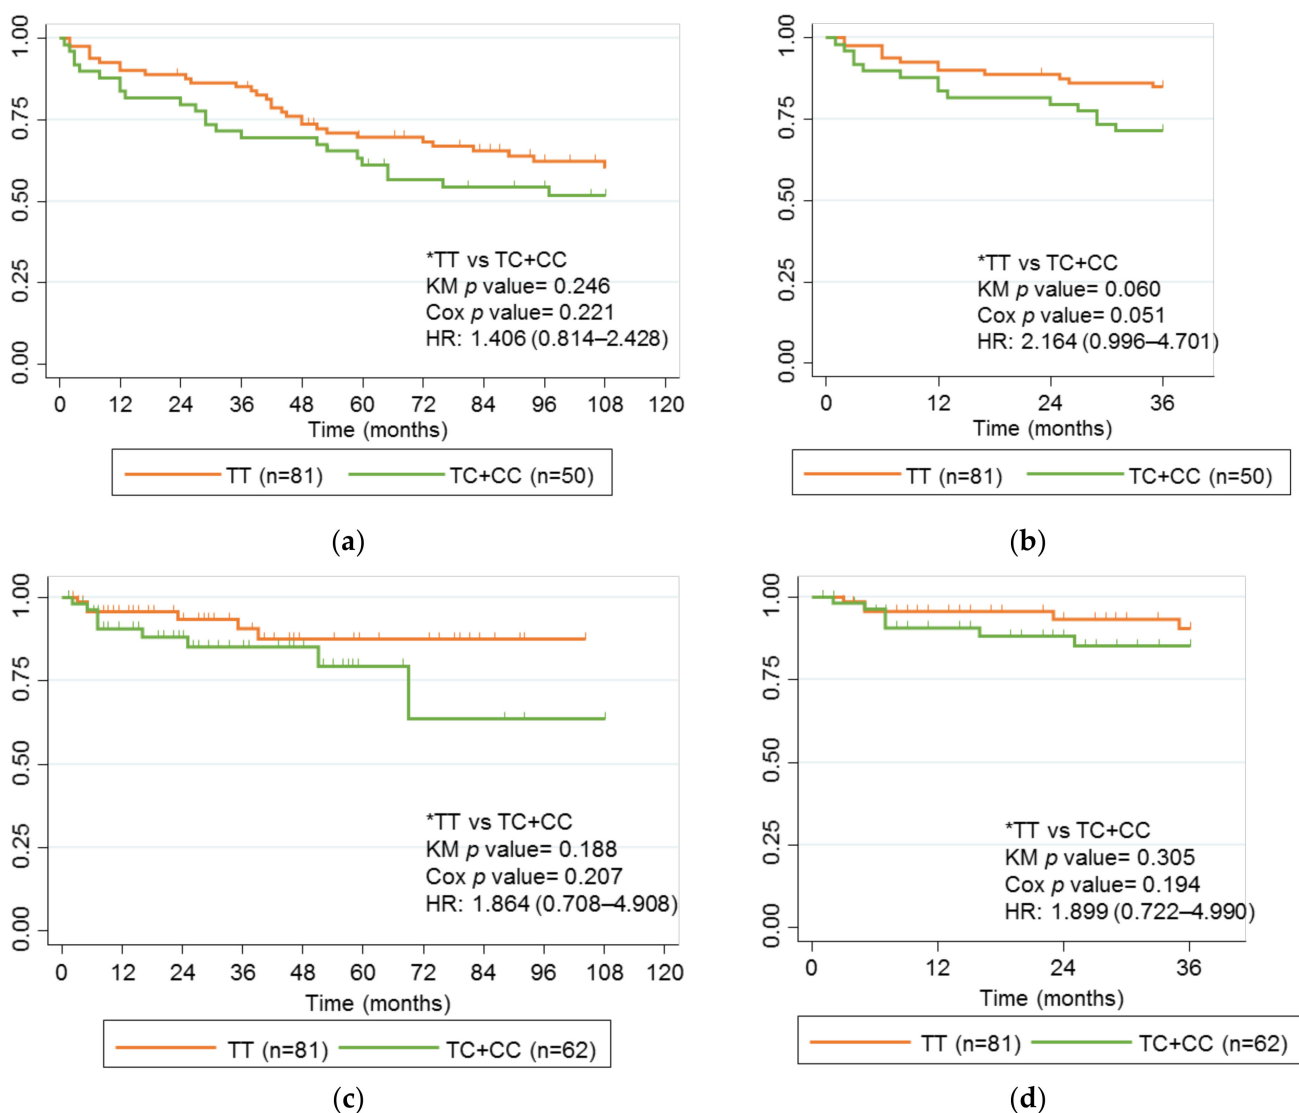 1.00
0.75
0.50
0.25
0.00
*TT vs TC+CC
KM p value= 0.246
Cox p value= 0.221
HR: 1.406 (0.814–2.428)
0 12 24 36 48 60 72 84 96 108 120
Time (months)
TT (n=81) TC+CC (n=50)
(a)
1.00
0.75
0.50
0.25
0.00
*TT vs TC+CC
KM p value= 0.060
Cox p value= 0.051
HR: 2.164 (0.996–4.701)
0 12 24 36
Time (months)
TT (n=81) TC+CC (n=50)
(b)
1.00
0.75
0.50
0.25
0.00
*TT vs TC+CC
KM p value= 0.188
Cox p value= 0.207
HR: 1.864 (0.708–4.908)
0 12 24 36 48 60 72 84 96 108 120
Time (months)
TT (n=81) TC+CC (n=62)
(c)
1.00
0.75
0.50
0.25
0.00
*TT vs TC+CC
KM p value= 0.305
Cox p value= 0.194
HR: 1.899 (0.722–4.990)
0 12 24 36
Time (months)
TT (n=81) TC+CC (n=62)
(d)